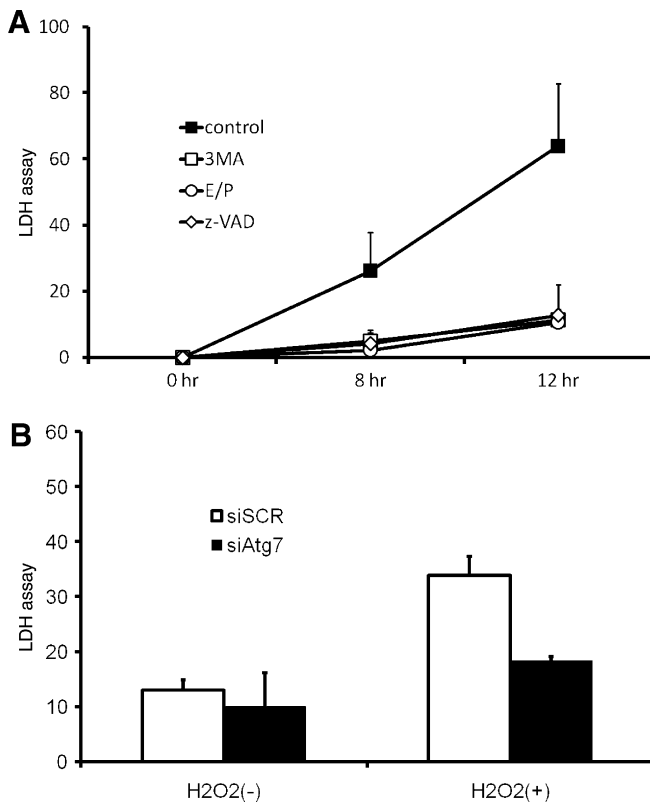 A
100
80
60
40
20
0
LDH assay
control
3MA
E/P
z-VAD
0 hr 8 hr 12 hr
B
60
50
40
30
20
10
0
LDH assay
siSCR
siAtg7
H2O2(-) H2O2(+)